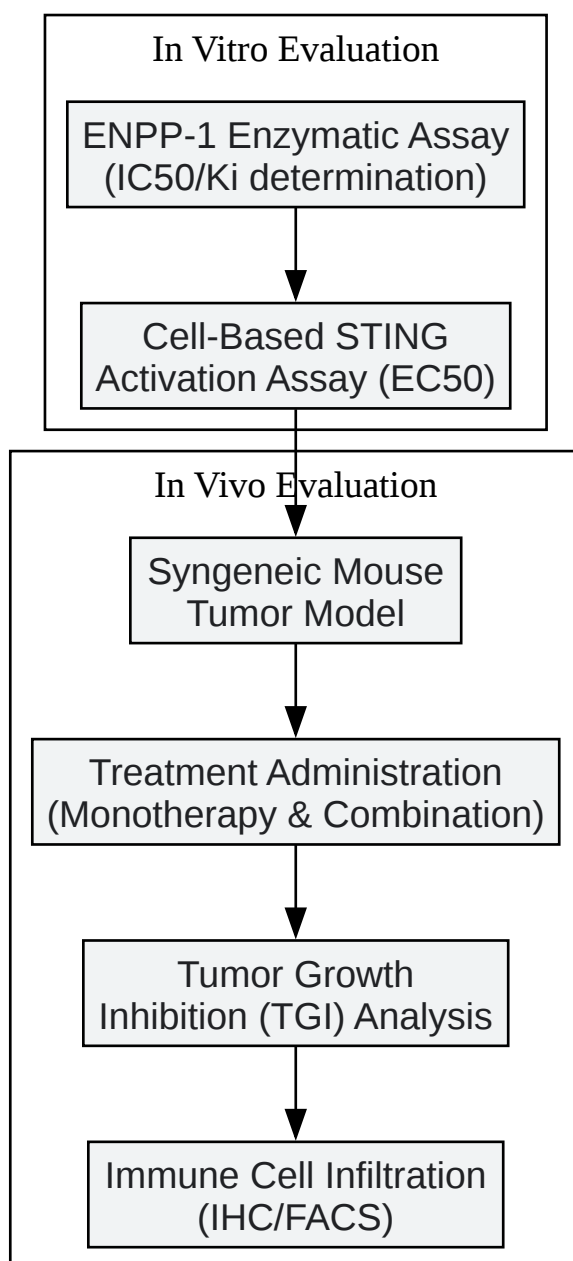 In Vitro Evaluation
ENPP-1 Enzymatic Assay
(IC50/Ki determination)
Cell-Based STING
Activation Assay (EC50)
In Vivo Evaluation
Syngeneic Mouse
Tumor Model
Treatment Administration
(Monotherapy & Combination)
Tumor Growth
Inhibition (TGI) Analysis
Immune Cell Infiltration
(IHC/FACS)